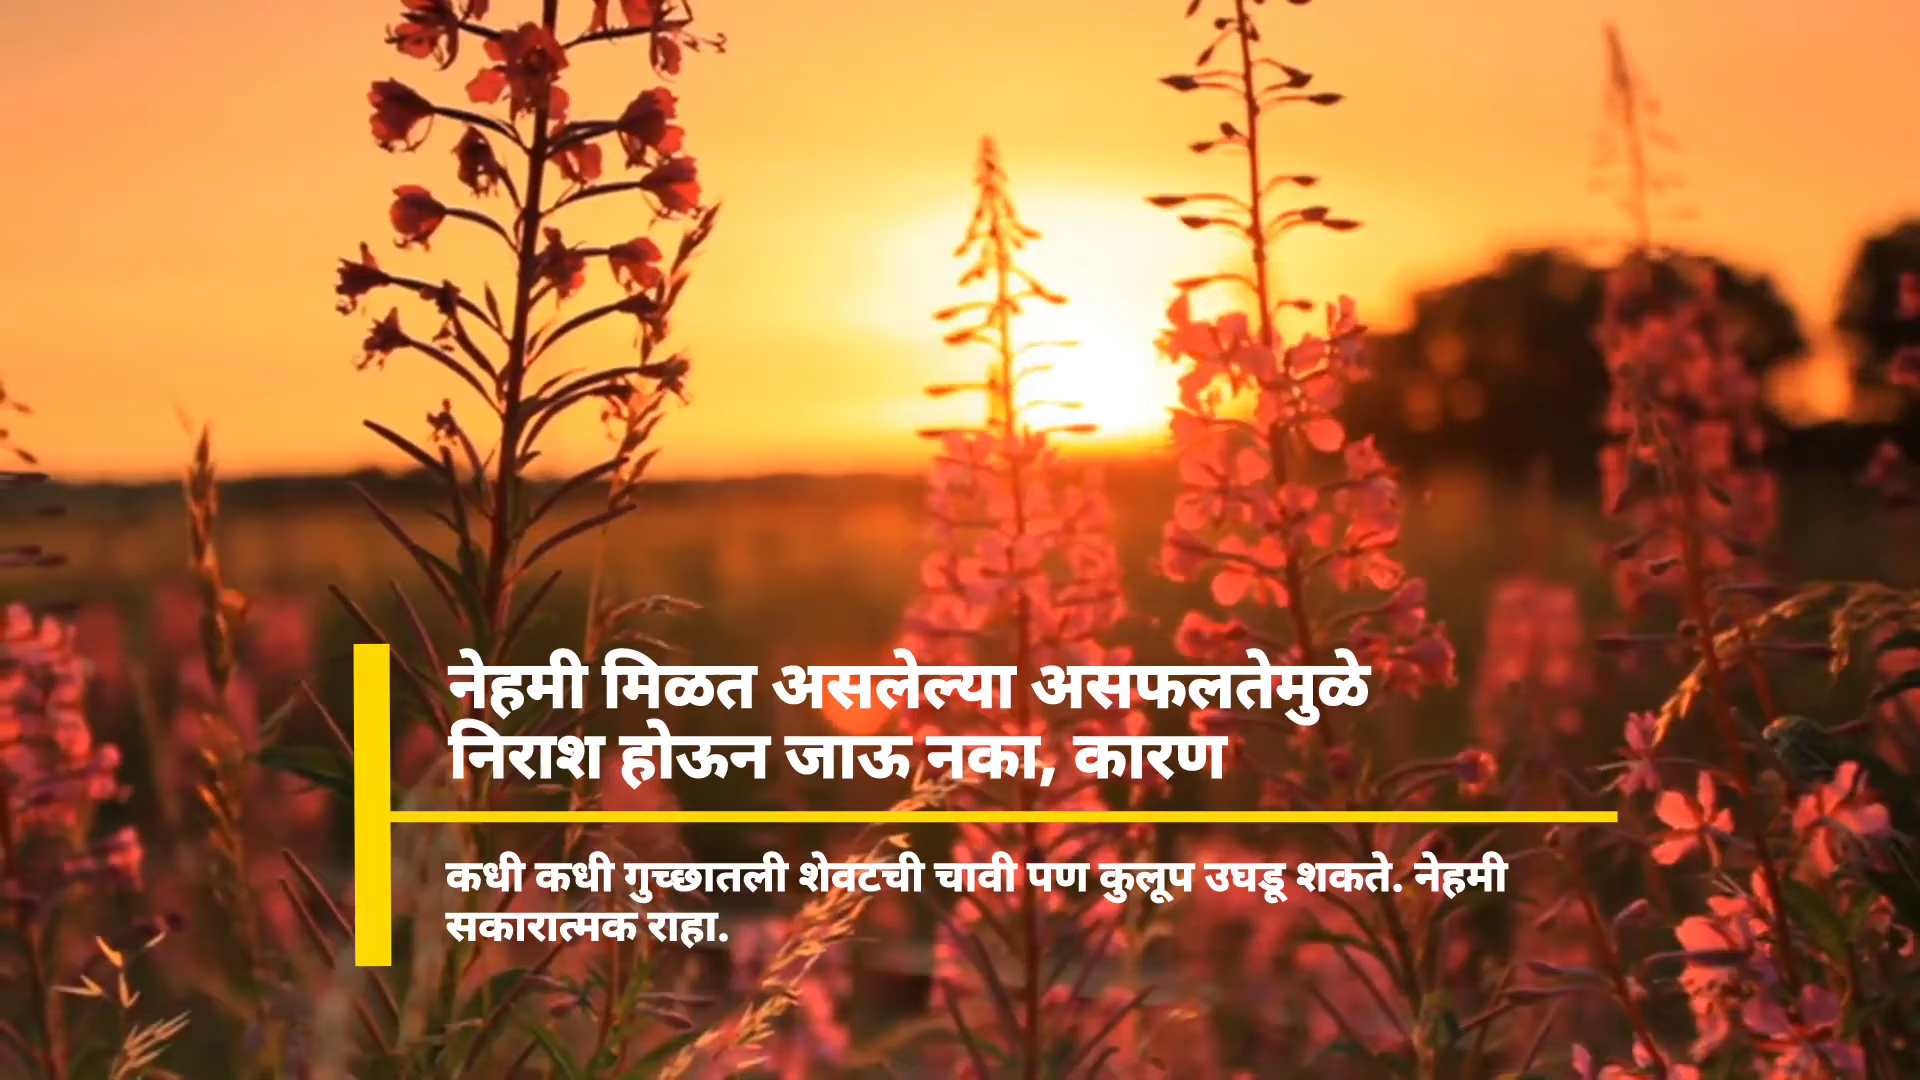 नेहमी मिळत असलेल्या असफलतेमुळे
निराश होऊन जाऊ नका, कारण
कधी कधी गुच्छातली शेवटची चावी पण कुलूप उघडू शकते. नेहमी
सकारात्मक राहा.